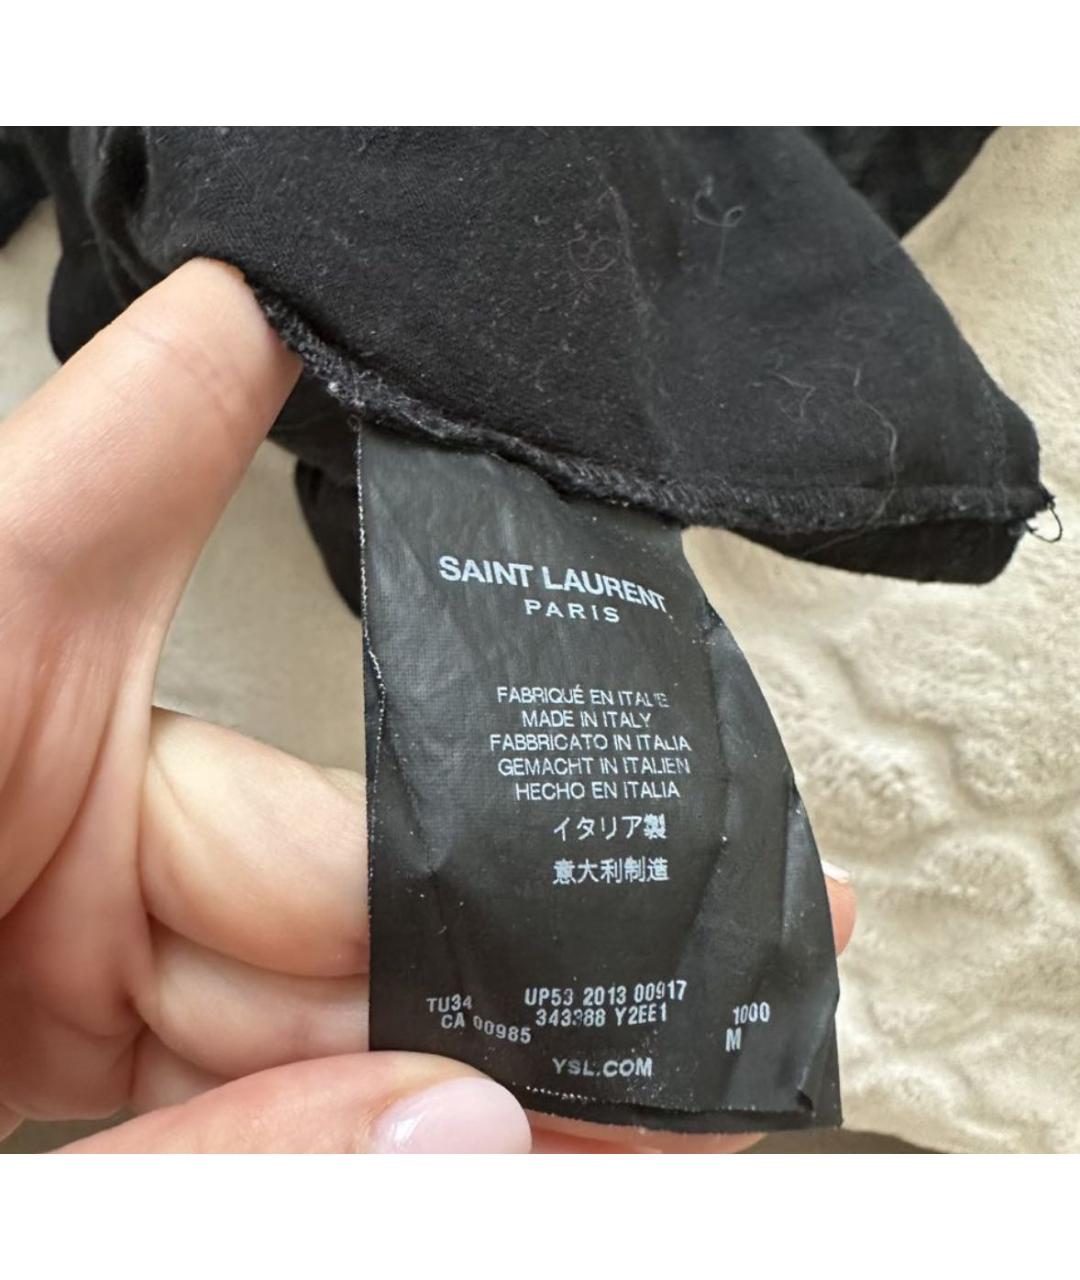 SAINT LAURENT
PARIS
FABRIQUÉ EN ITALIE
MADE IN ITALY
FABBRICATO IN ITALIA
GEMACHT IN ITALIEN
HECHO EN ITALIA
イタリア製
意大利制造
TU34 UP53 2013 00917 1000
CA 00985 343388 Y2EE1 M
YSL.COM